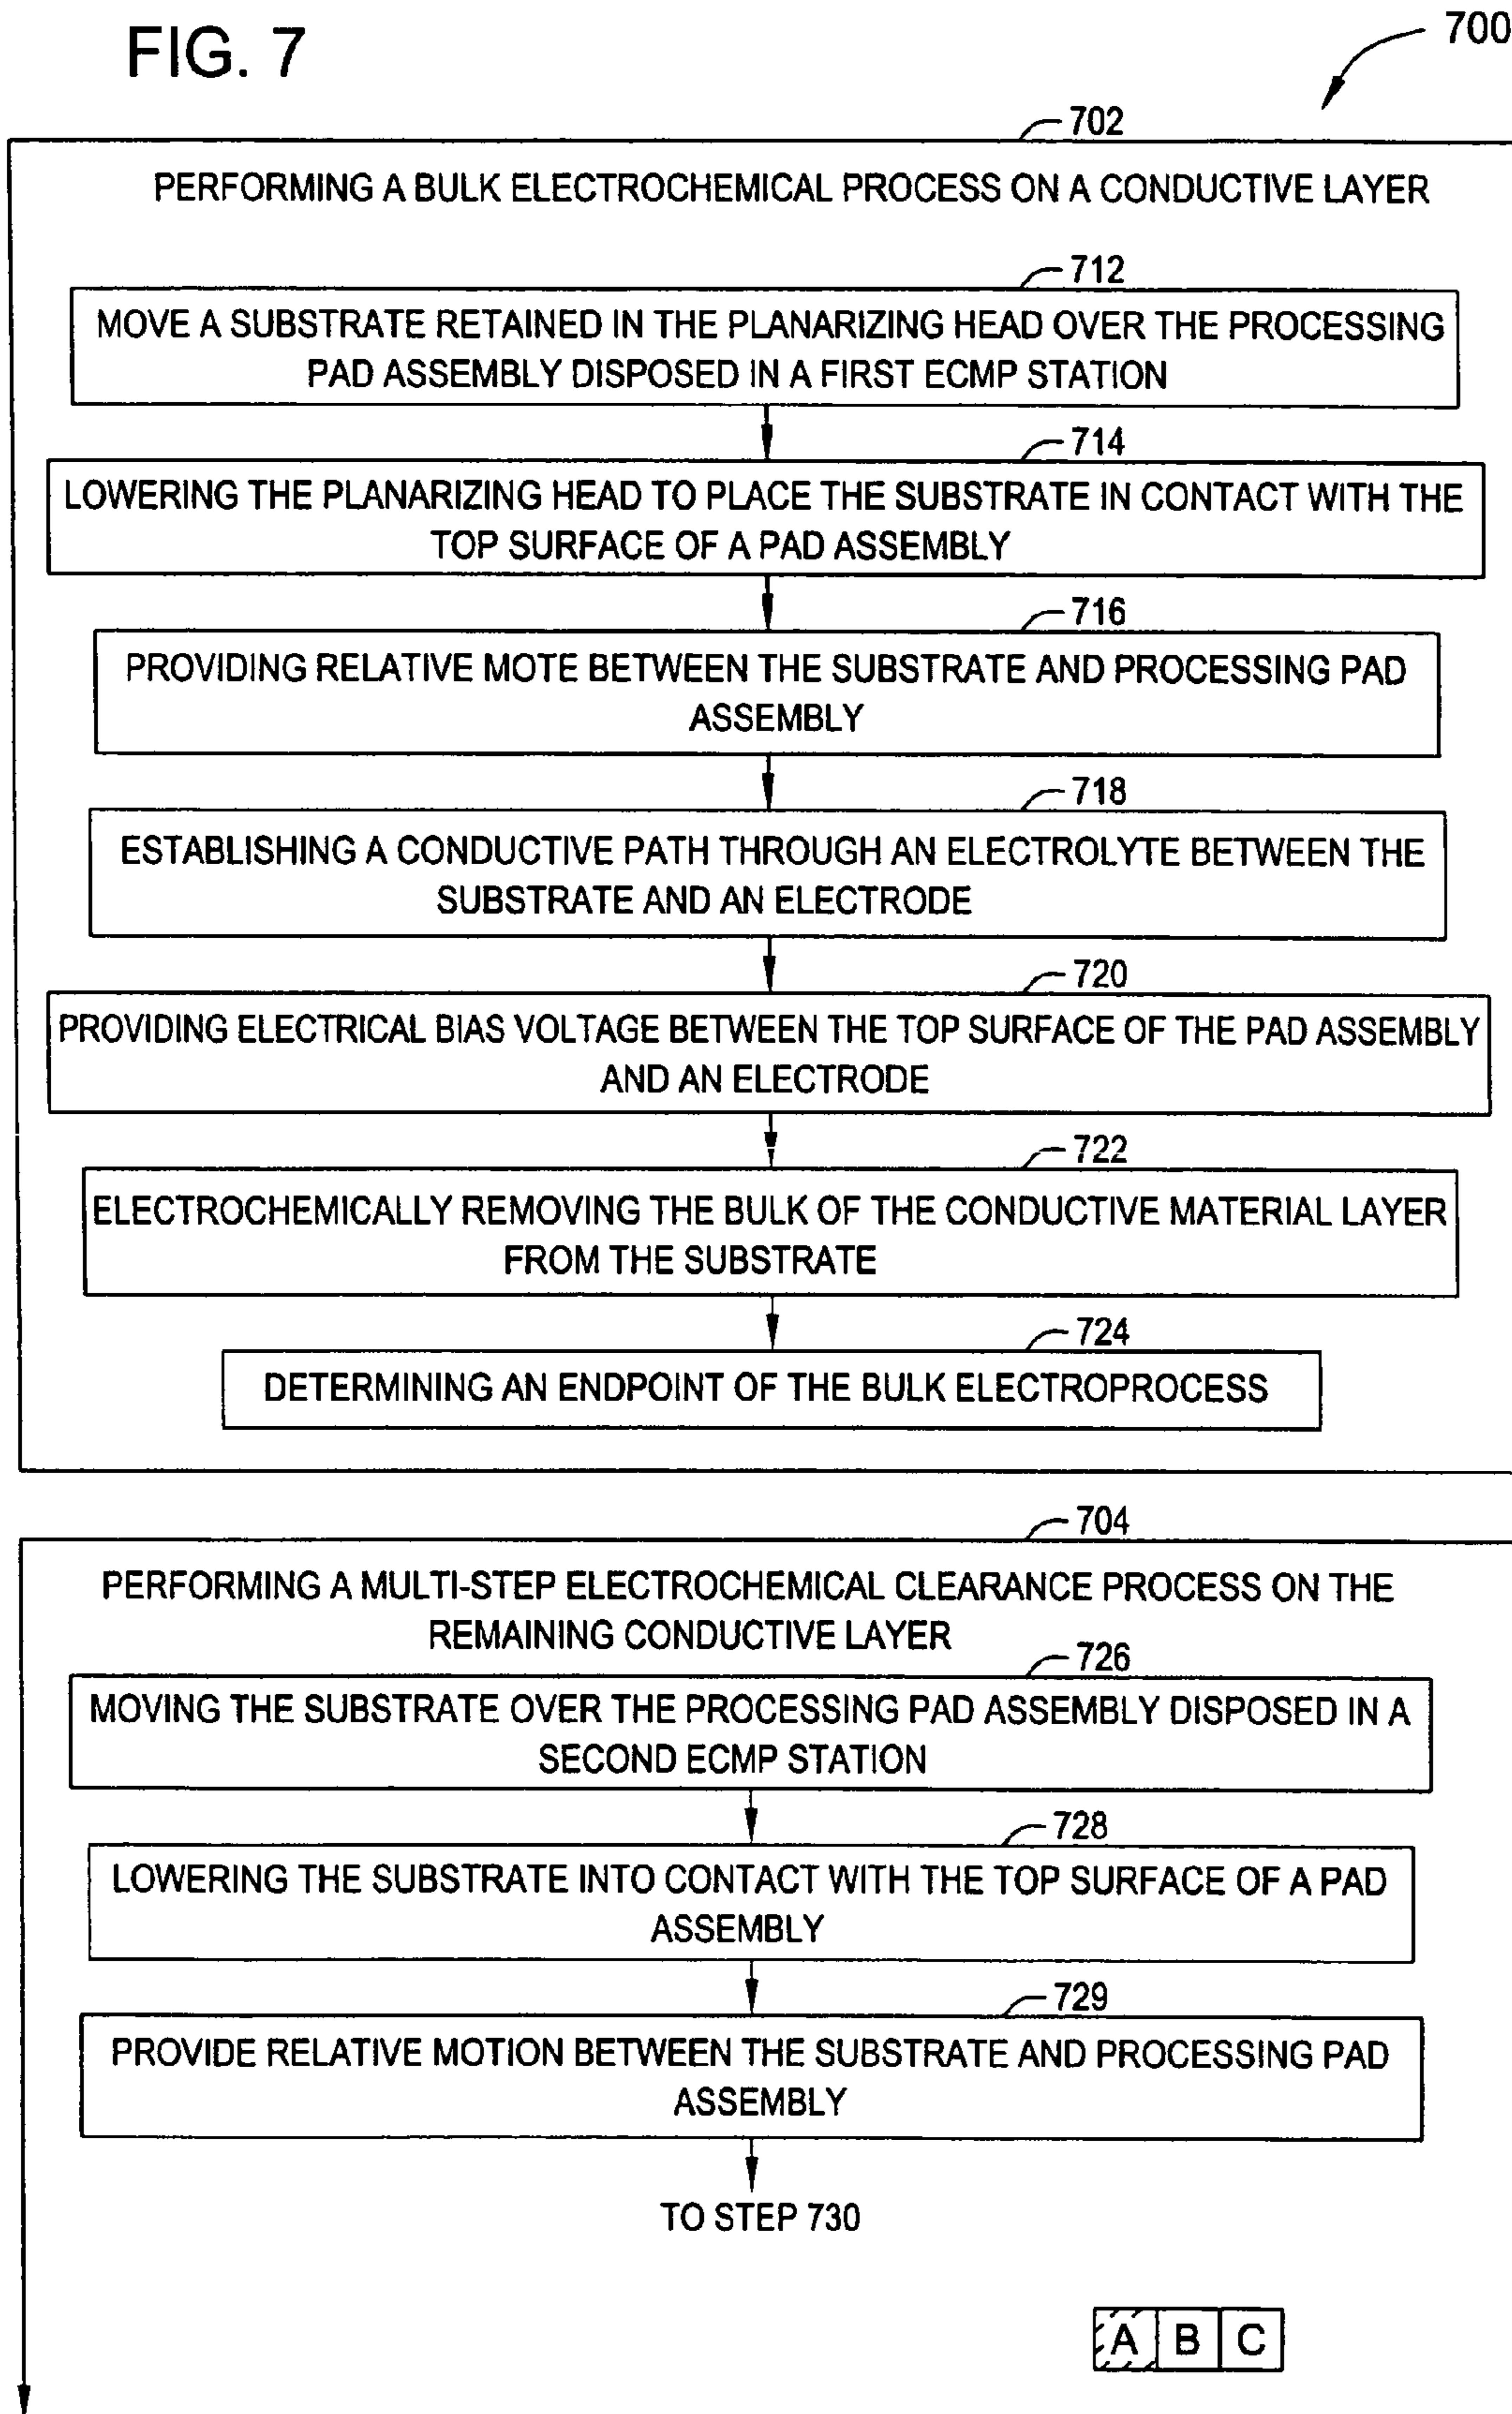 FIG. 7
700
702
PERFORMING A BULK ELECTROCHEMICAL PROCESS ON A CONDUCTIVE LAYER
712
MOVE A SUBSTRATE RETAINED IN THE PLANARIZING HEAD OVER THE PROCESSING
PAD ASSEMBLY DISPOSED IN A FIRST ECMP STATION
714
LOWERING THE PLANARIZING HEAD TO PLACE THE SUBSTRATE IN CONTACT WITH THE
TOP SURFACE OF A PAD ASSEMBLY
716
PROVIDING RELATIVE MOTE BETWEEN THE SUBSTRATE AND PROCESSING PAD
ASSEMBLY
718
ESTABLISHING A CONDUCTIVE PATH THROUGH AN ELECTROLYTE BETWEEN THE
SUBSTRATE AND AN ELECTRODE
720
PROVIDING ELECTRICAL BIAS VOLTAGE BETWEEN THE TOP SURFACE OF THE PAD ASSEMBLY
AND AN ELECTRODE
722
ELECTROCHEMICALLY REMOVING THE BULK OF THE CONDUCTIVE MATERIAL LAYER
FROM THE SUBSTRATE
724
DETERMINING AN ENDPOINT OF THE BULK ELECTROPROCESS
704
PERFORMING A MULTI-STEP ELECTROCHEMICAL CLEARANCE PROCESS ON THE
REMAINING CONDUCTIVE LAYER
726
MOVING THE SUBSTRATE OVER THE PROCESSING PAD ASSEMBLY DISPOSED IN A
SECOND ECMP STATION
728
LOWERING THE SUBSTRATE INTO CONTACT WITH THE TOP SURFACE OF A PAD
ASSEMBLY
729
PROVIDE RELATIVE MOTION BETWEEN THE SUBSTRATE AND PROCESSING PAD
ASSEMBLY
TO STEP 730
A B C